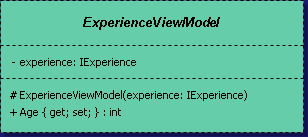 ExperienceViewModel
- experience: IExperience
# ExperienceViewModel(experience: IExperience)
+ Age { get; set; } : int